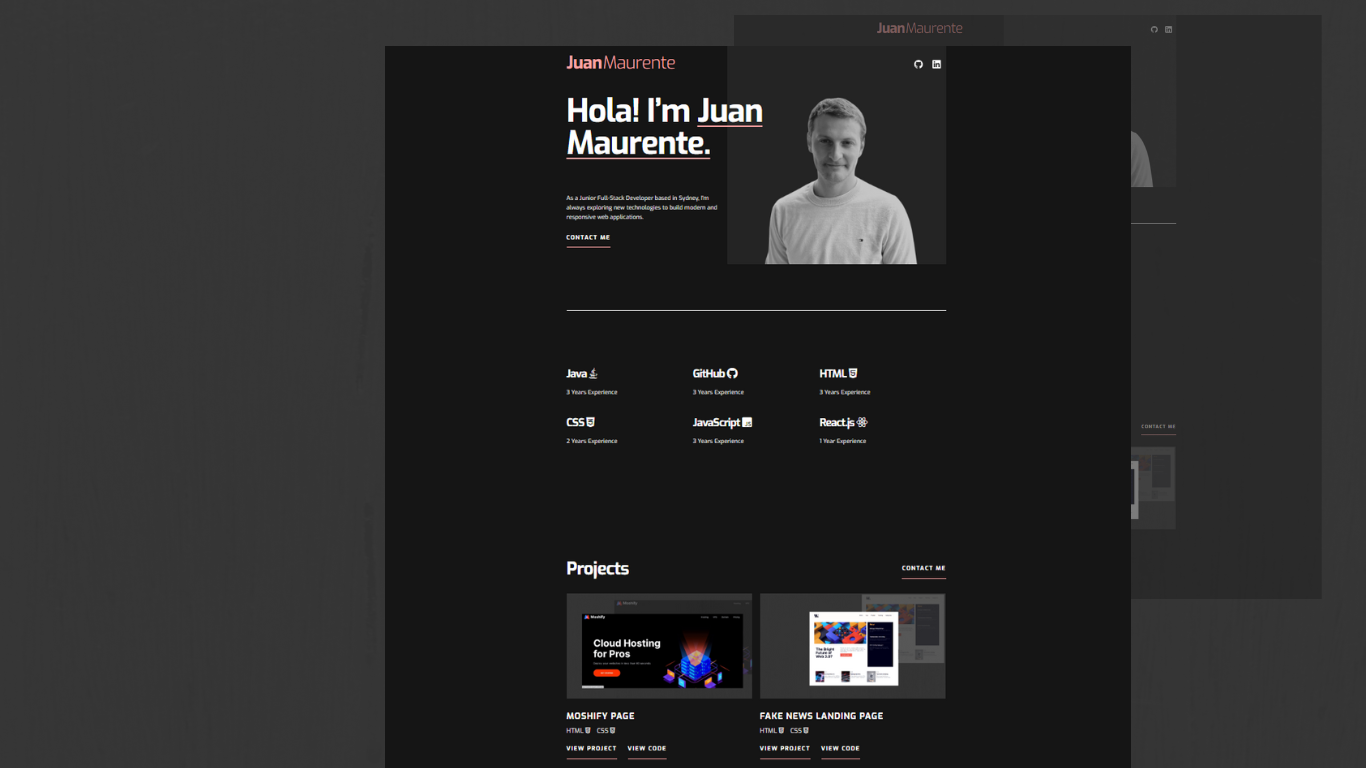 JuanMaurente
JuanMaurente
Hola! I'm Juan
Maurente.
As a Junior Full-Stack Developer based in Sydney, I'm
always exploring new technologies to build modern and
responsive web applications.
CONTACT ME
Java
GitHub
HTML
3 Years Experience
3 Years Experience
3 Years Experience
CSS
JavaScript
React.js
2 Years Experience
3 Years Experience
1 Year Experience
CONTACT ME
Projects
CONTACT ME
Moshify
Moshify
Cloud Hosting
for Pros
The Bright
Future of
Web 3.0?
MOSHIFY PAGE
FAKE NEWS LANDING PAGE
HTML CSS
HTML CSS
VIEW PROJECT VIEW CODE
VIEW PROJECT VIEW CODE